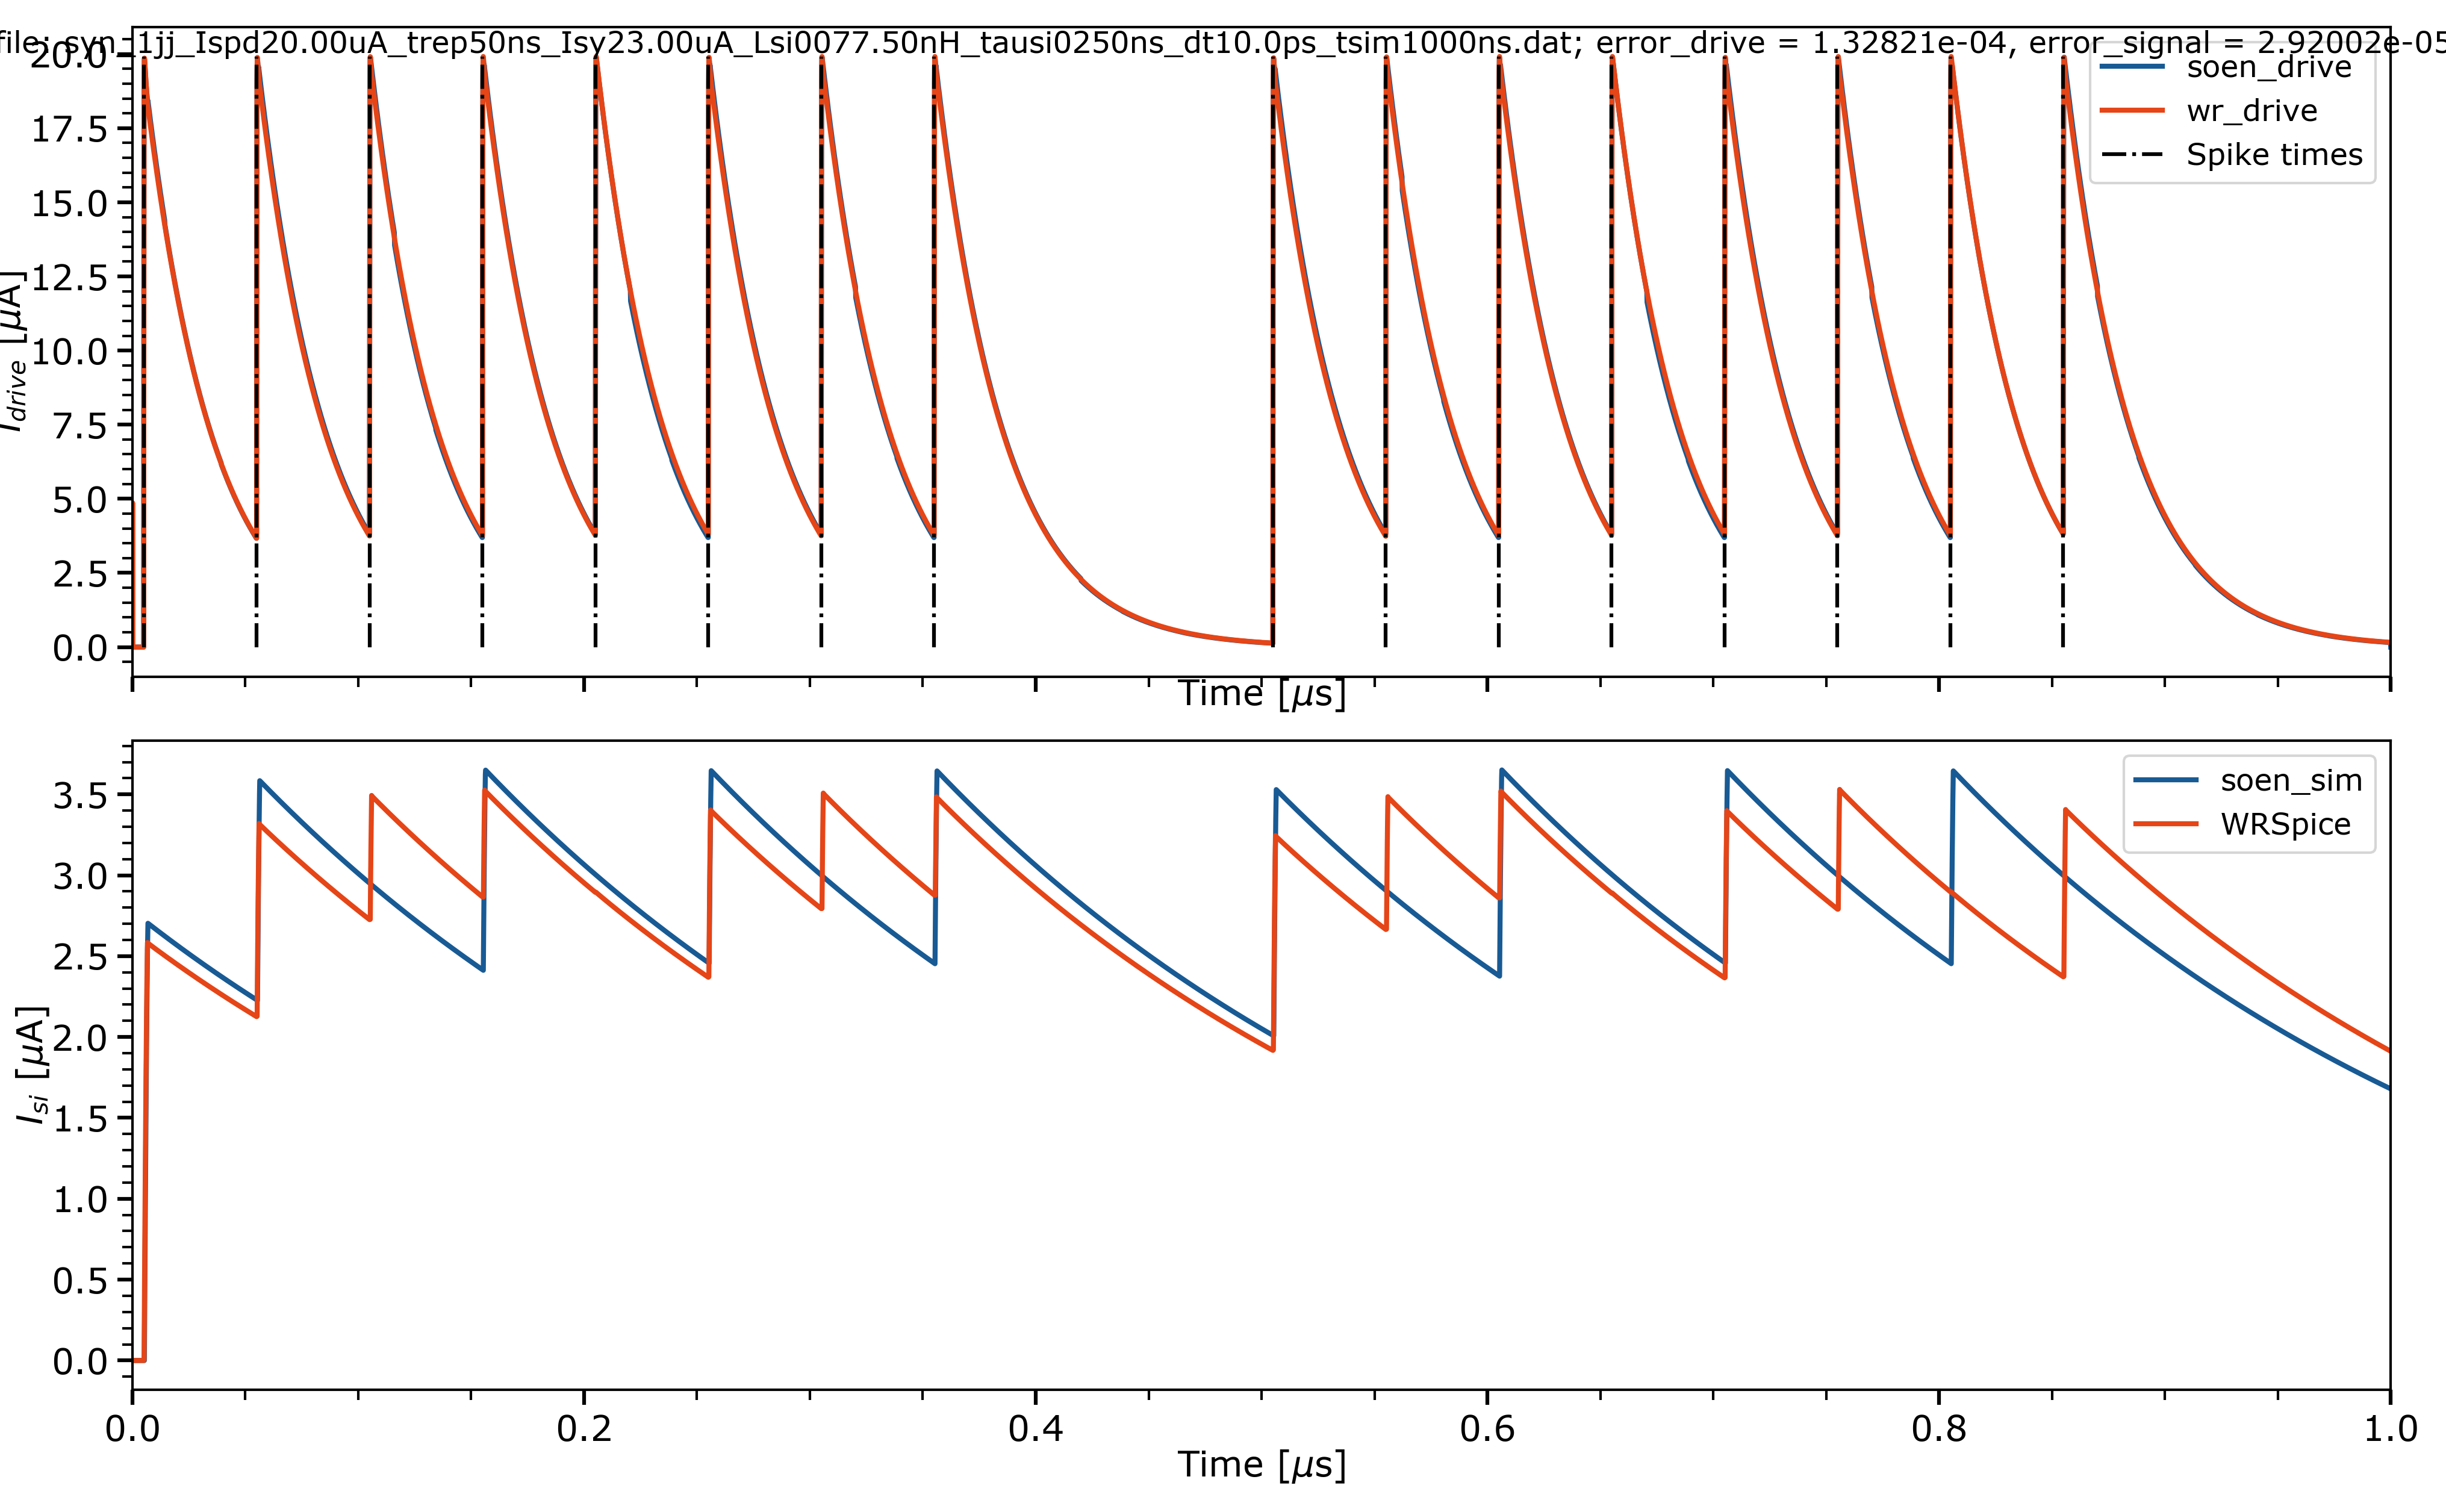 file: syn_1jj_Ispd20.00uA_trep50ns_Isy23.00uA_Lsi0077.50nH_tausi0250ns_dt10.0ps_tsim1000ns.dat; error_drive = 1.32821e-04, error_signal = 2.92002e-05
20.0
17.5
15.0
12.5
10.0
7.5
5.0
2.5
0.0
I_drive [μA]
soen_drive
wr_drive
Spike times
Time [μs]
3.5
3.0
2.5
2.0
1.5
1.0
0.5
0.0
I_si [μA]
soen_sim
WRSpice
0.0 0.2 0.4 0.6 0.8 1.0
Time [μs]